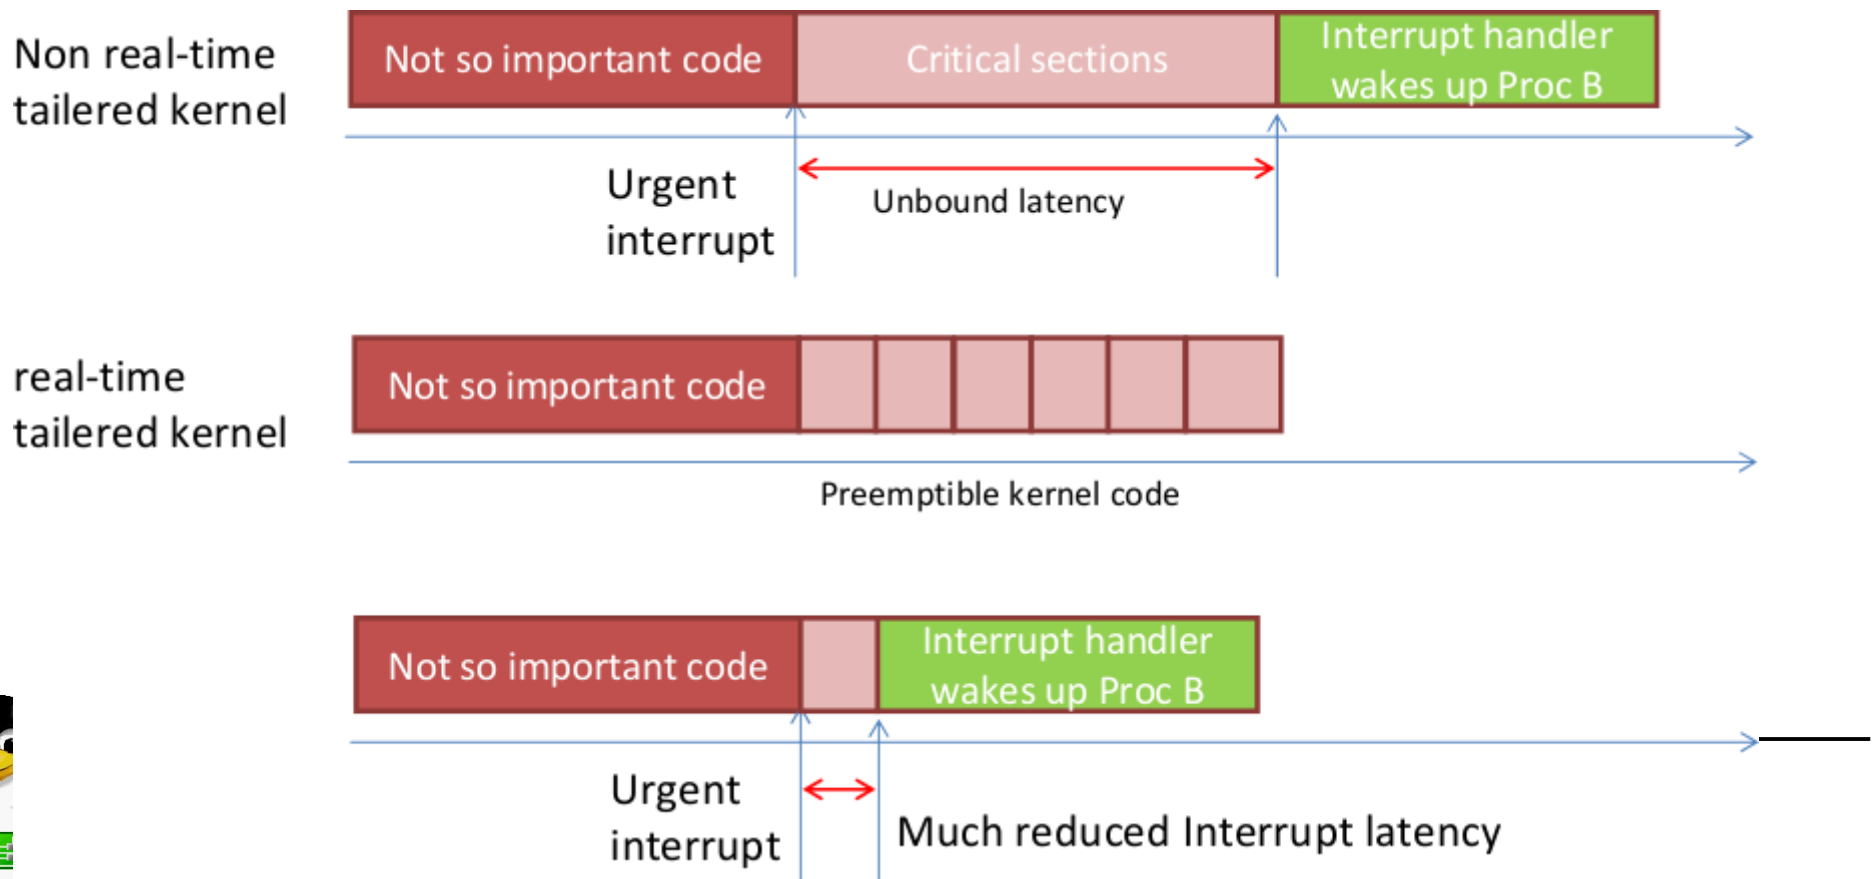 Non real-time
tailered kernel
Not so important code
Critical sections
Interrupt handler
wakes up Proc B
Urgent
interrupt
Unbound latency
real-time
tailered kernel
Not so important code
Preemptible kernel code
Not so important code
Interrupt handler
wakes up Proc B
Urgent
interrupt
Much reduced Interrupt latency